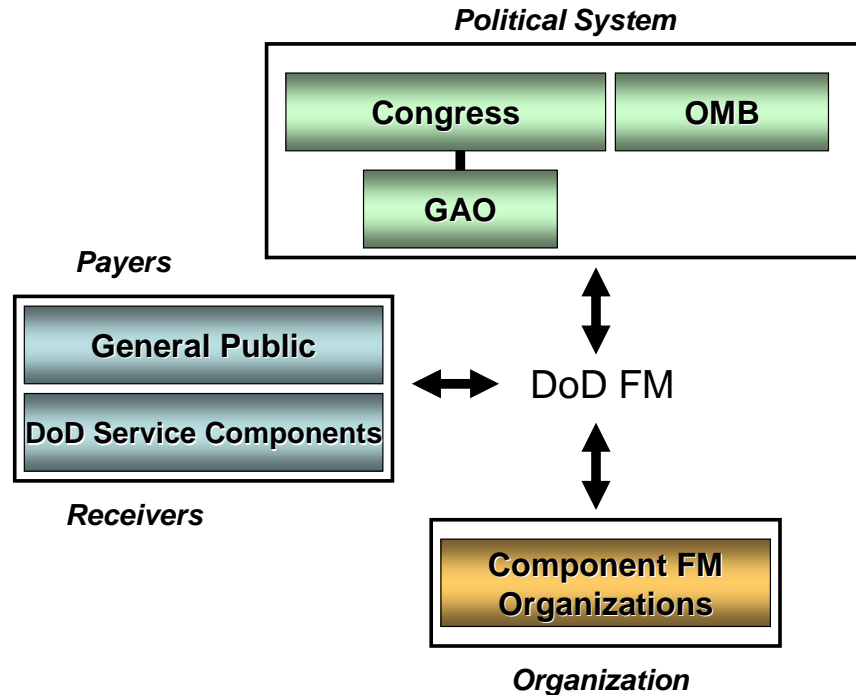 Political System
Congress
OMB
GAO
Payers
General Public
DoD Service Components
Receivers
DoD FM
Component FM
Organizations
Organization